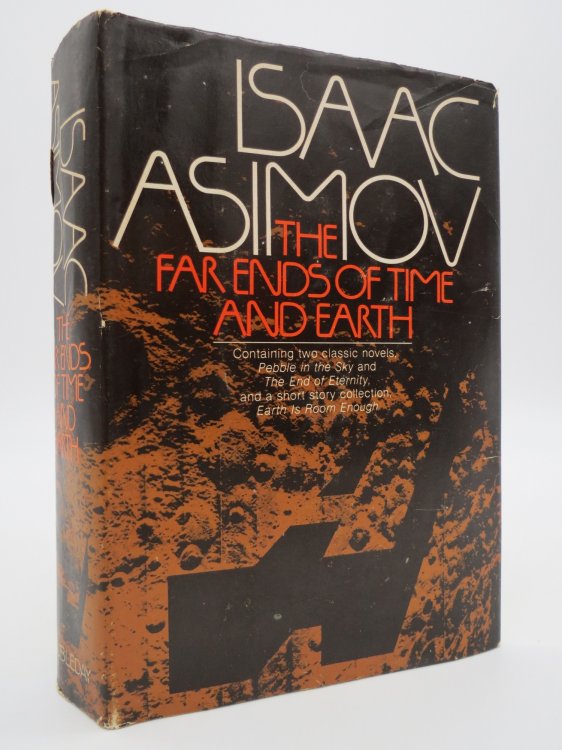 ISAAC
ASIMOV
THE
FAR ENDS OF TIME
AND EARTH
Containing two classic novels,
Pebble in the Sky and
The End of Eternity,
and a short story collection,
Earth Is Room Enough
ISAAC
ASIMOV
THE
ENDS
OF TIME
AND
EARTH